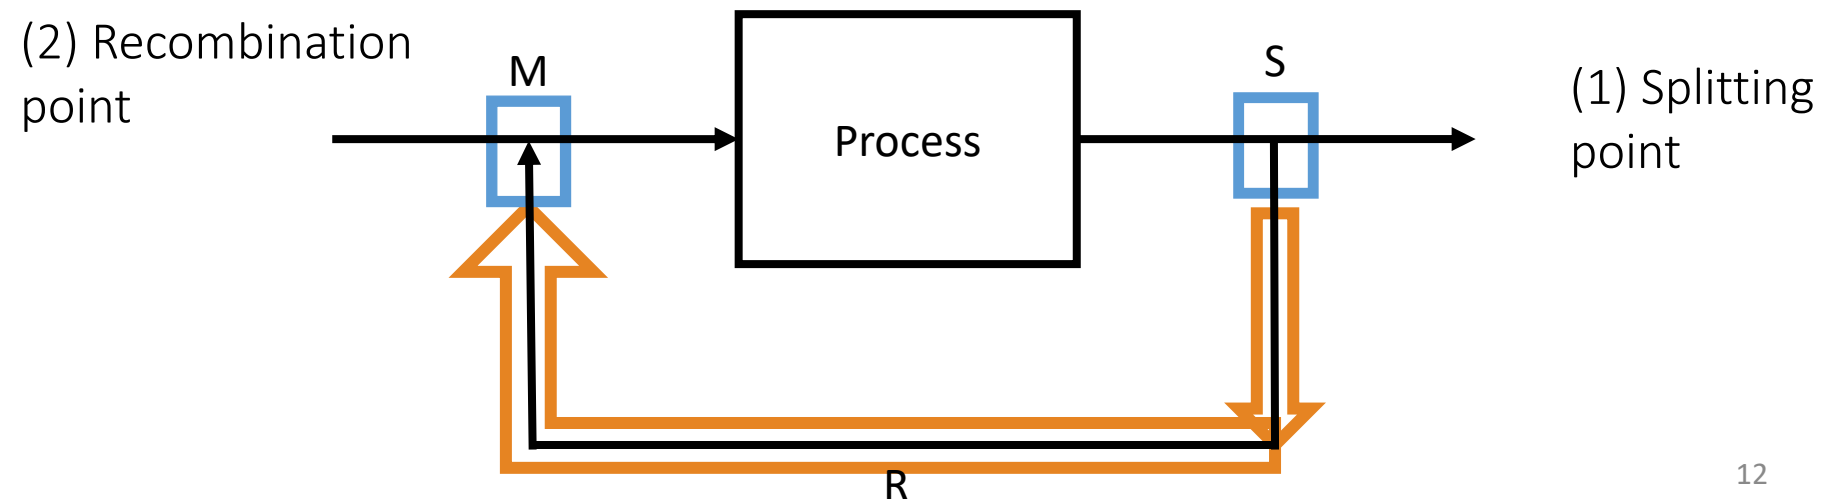 (2) Recombination
point
M
Process
S
(1) Splitting
point
R
12